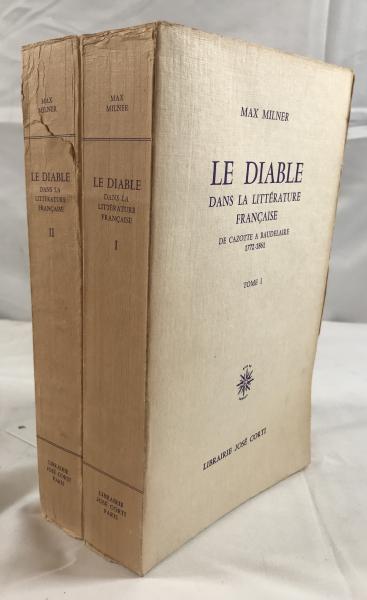 MAX
MILNER
LE DIABLE
DANS LA
LITTÉRATURE
FRANÇAISE
II
LIBRAIRIE
JOSÉ CORTI
PARIS
MAX
MILNER
LE DIABLE
DANS LA
LITTÉRATURE
FRANÇAISE
I
LIBRAIRIE
JOSÉ CORTI
PARIS
MAX MILNER
LE DIABLE
DANS LA LITTÉRATURE
FRANÇAISE
DE CAZOTTE A BAUDELAIRE
1772-1861
TOME I
LIBRAIRIE JOSÉ CORTI